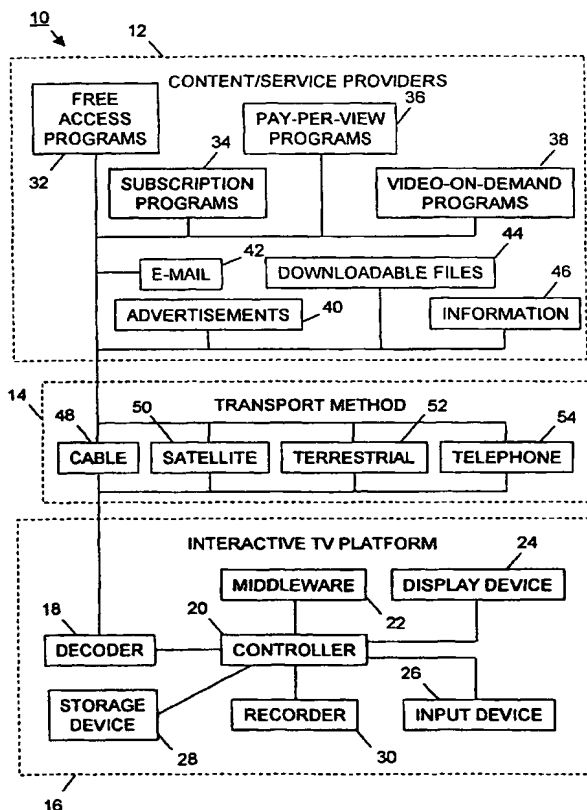 10
12
CONTENT/SERVICE PROVIDERS
FREE
ACCESS
PROGRAMS
32
PAY-PER-VIEW
PROGRAMS
36
34
SUBSCRIPTION
PROGRAMS
38
VIDEO-ON-DEMAND
PROGRAMS
E-MAIL
42
44
DOWNLOADABLE FILES
ADVERTISEMENTS
40
46
INFORMATION
14
TRANSPORT METHOD
48
CABLE
50
SATELLITE
52
TERRESTRIAL
54
TELEPHONE
INTERACTIVE TV PLATFORM
24
MIDDLEWARE
22
DISPLAY DEVICE
18
DECODER
20
CONTROLLER
26
STORAGE
DEVICE
28
RECORDER
30
INPUT DEVICE
16